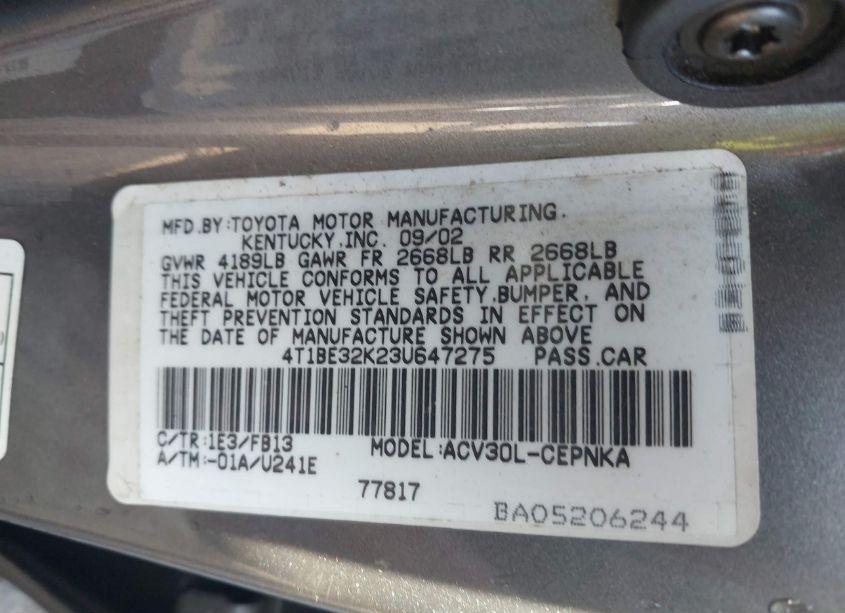 MFD.BY:TOYOTA MOTOR MANUFACTURING.
KENTUCKY,INC. 09/02
GVWR 4189LB GAWR FR 2668LB RR 2668LB
THIS VEHICLE CONFORMS TO ALL APPLICABLE
FEDERAL MOTOR VEHICLE SAFETY,BUMPER, AND
THEFT PREVENTION STANDARDS IN EFFECT ON
THE DATE OF MANUFACTURE SHOWN ABOVE
4T1BE32K23U647275 PASS.CAR
C/TR:1E3/FB13 MODEL:ACV30L-CEPNKA
A/TM:-01A/U241E
77817
BA05206244